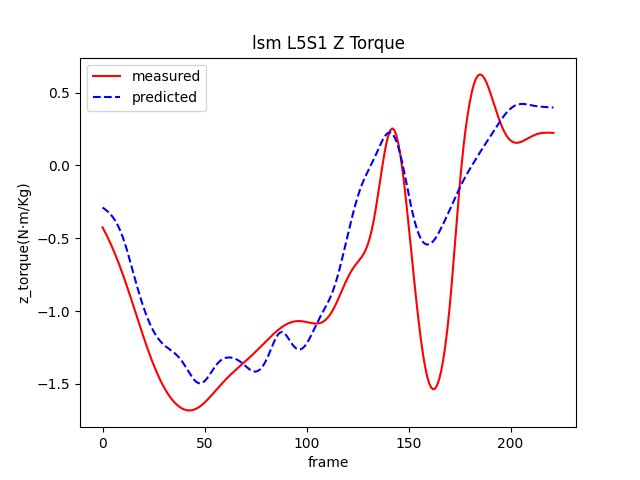 lsm L5S1 Z Torque
measured
predicted
z_torque(N·m/Kg)
0.5
0.0
−0.5
−1.0
−1.5
0 50 100 150 200
frame